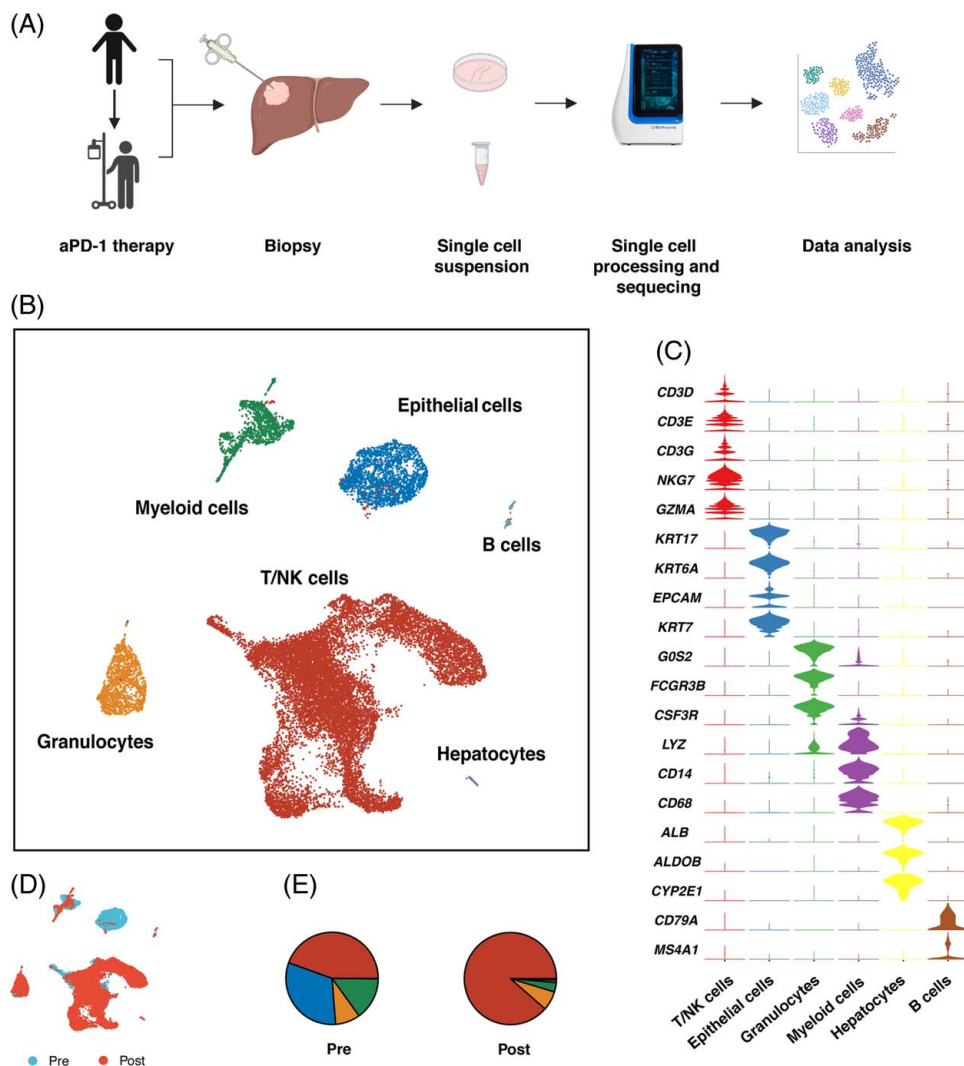 (A)
aPD-1 therapy
Biopsy
Single cell
suspension
Single cell
processing and
sequecing
Data analysis
(B)
Epithelial cells
Myeloid cells
B cells
T/NK cells
Granulocytes
Hepatocytes
(C)
CD3D
CD3E
CD3G
NKG7
GZMA
KRT17
KRT6A
EPCAM
KRT7
G0S2
FCGR3B
CSF3R
LYZ
CD14
CD68
ALB
ALDOB
CYP2E1
CD79A
MS4A1
T/NK cells
Epithelial cells
Granulocytes
Myeloid cells
Hepatocytes
B cells
(D)
Pre
Post
(E)
Pre
Post